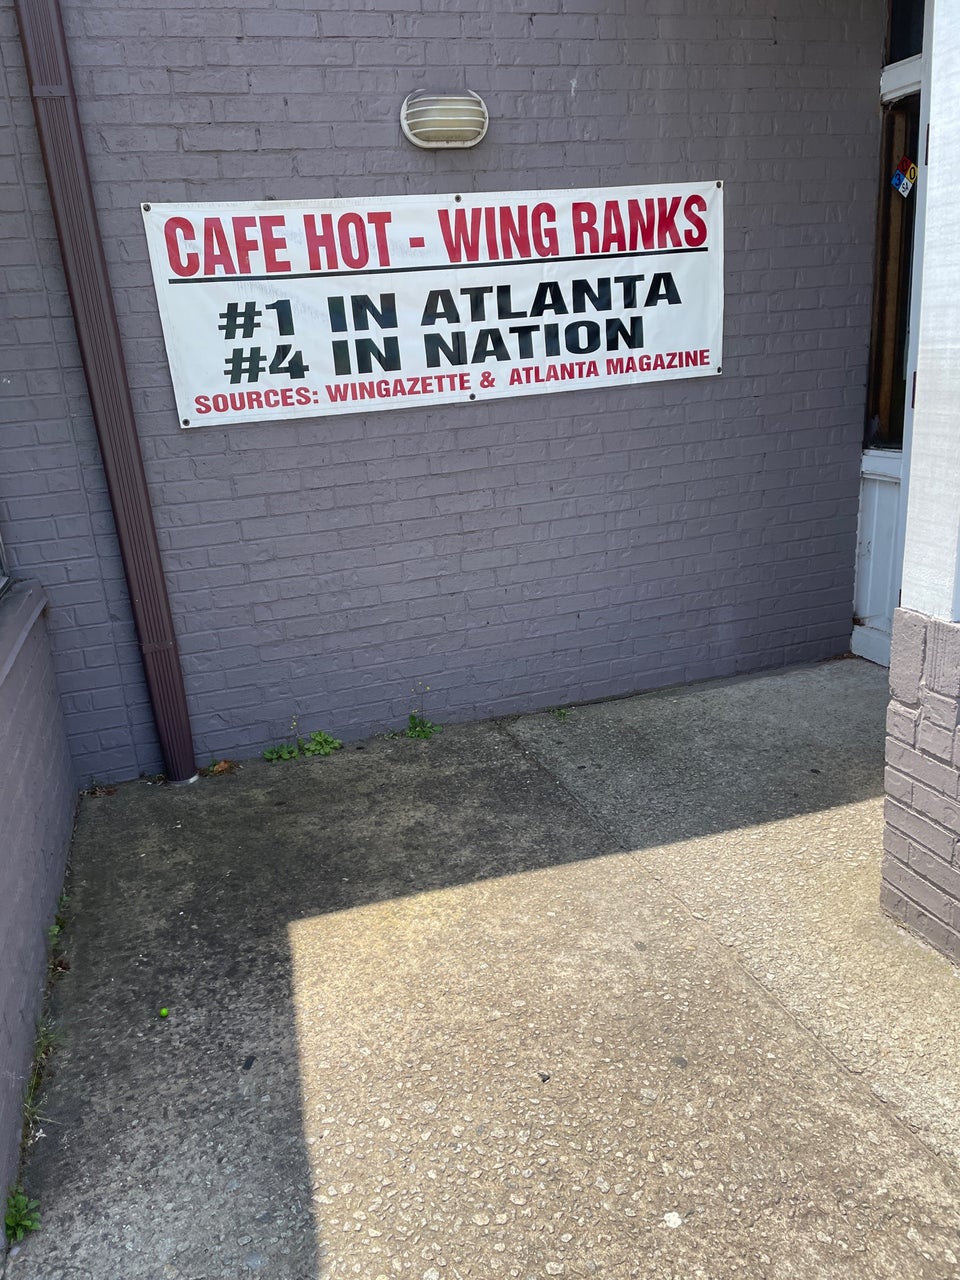 CAFE HOT - WING RANKS
#1 IN ATLANTA
#4 IN NATION
SOURCES: WINGAZETTE & ATLANTA MAGAZINE